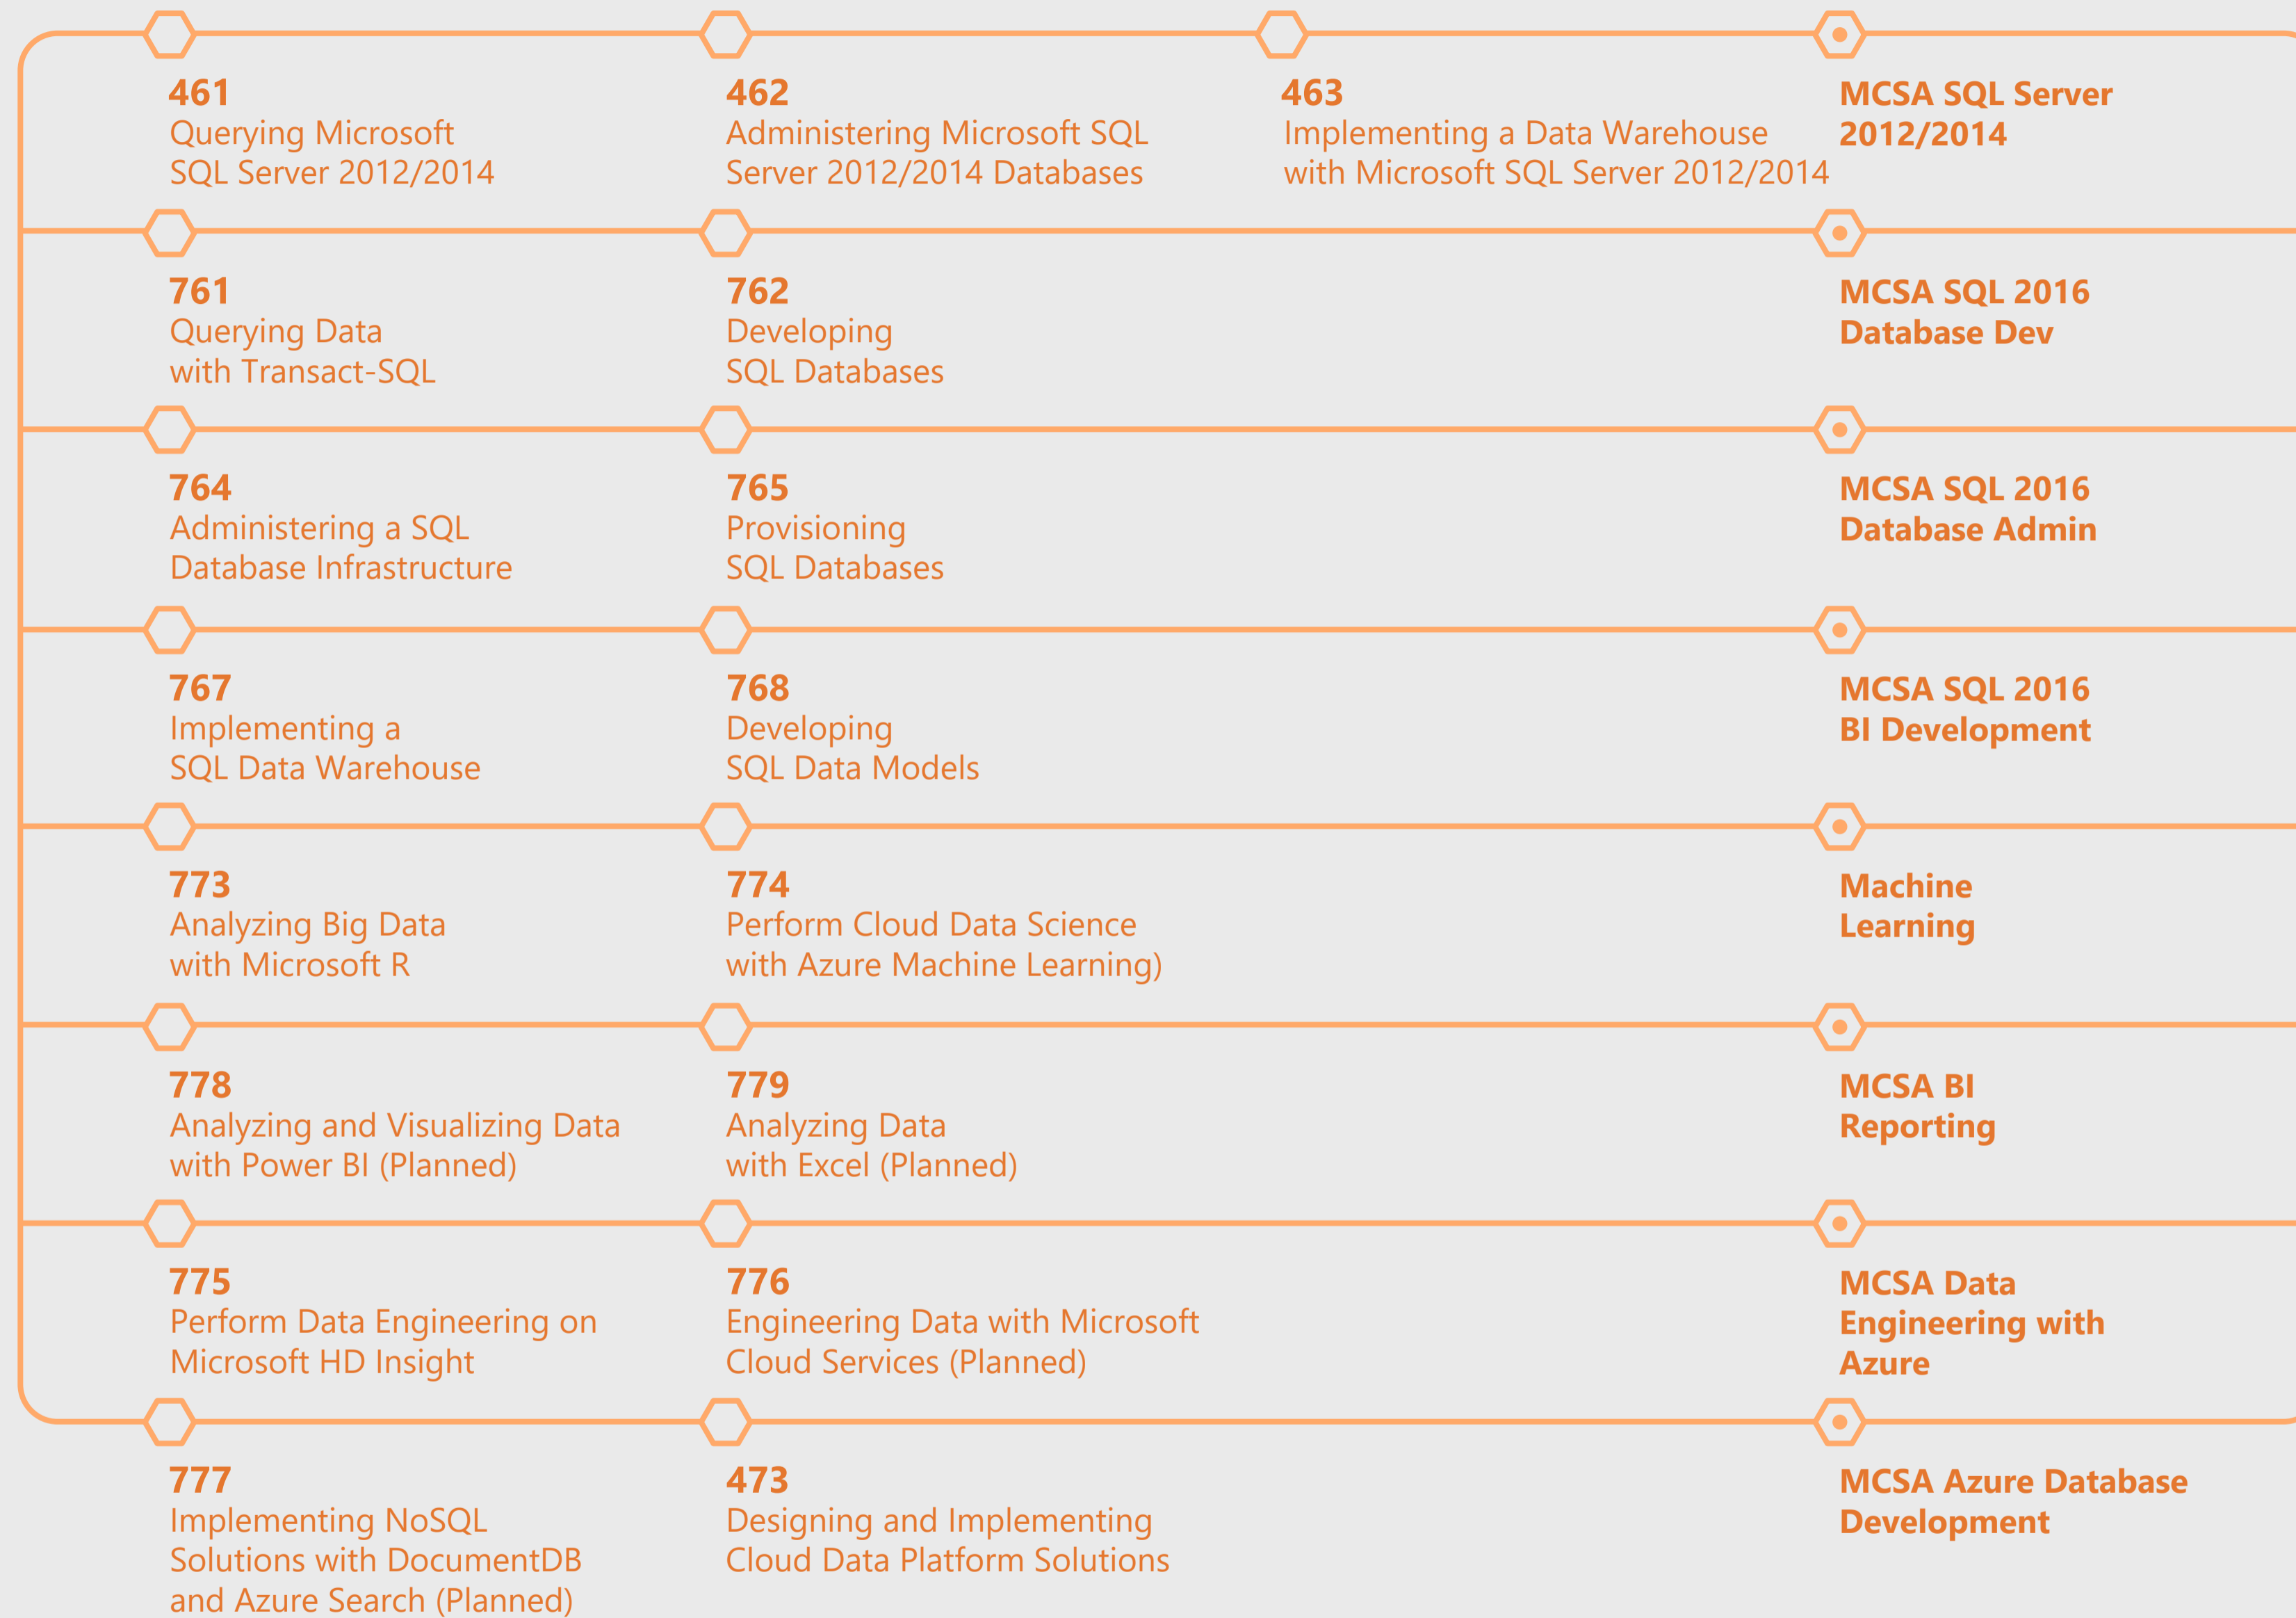 461
Querying Microsoft
SQL Server 2012/2014
462
Administering Microsoft SQL
Server 2012/2014 Databases
463
Implementing a Data Warehouse
with Microsoft SQL Server 2012/2014
MCSA SQL Server
2012/2014
761
Querying Data
with Transact-SQL
762
Developing
SQL Databases
MCSA SQL 2016
Database Dev
764
Administering a SQL
Database Infrastructure
765
Provisioning
SQL Databases
MCSA SQL 2016
Database Admin
767
Implementing a
SQL Data Warehouse
768
Developing
SQL Data Models
MCSA SQL 2016
BI Development
773
Analyzing Big Data
with Microsoft R
774
Perform Cloud Data Science
with Azure Machine Learning)
Machine
Learning
778
Analyzing and Visualizing Data
with Power BI (Planned)
779
Analyzing Data
with Excel (Planned)
MCSA BI
Reporting
775
Perform Data Engineering on
Microsoft HD Insight
776
Engineering Data with Microsoft
Cloud Services (Planned)
MCSA Data
Engineering with
Azure
777
Implementing NoSQL
Solutions with DocumentDB
and Azure Search (Planned)
473
Designing and Implementing
Cloud Data Platform Solutions
MCSA Azure Database
Development